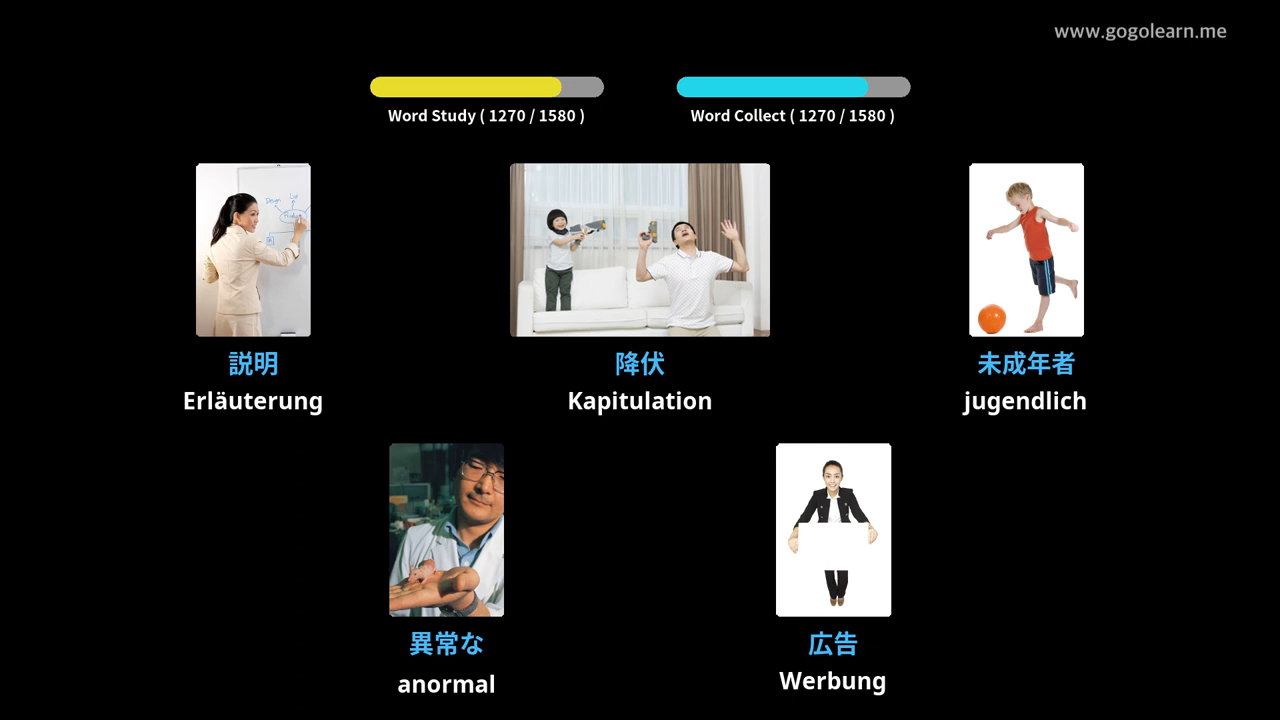 www.gogolearn.me
Word Study ( 1270 / 1580 )
Word Collect ( 1270 / 1580 )
説明
Erläuterung
降伏
Kapitulation
未成年者
jugendlich
異常な
anormal
広告
Werbung